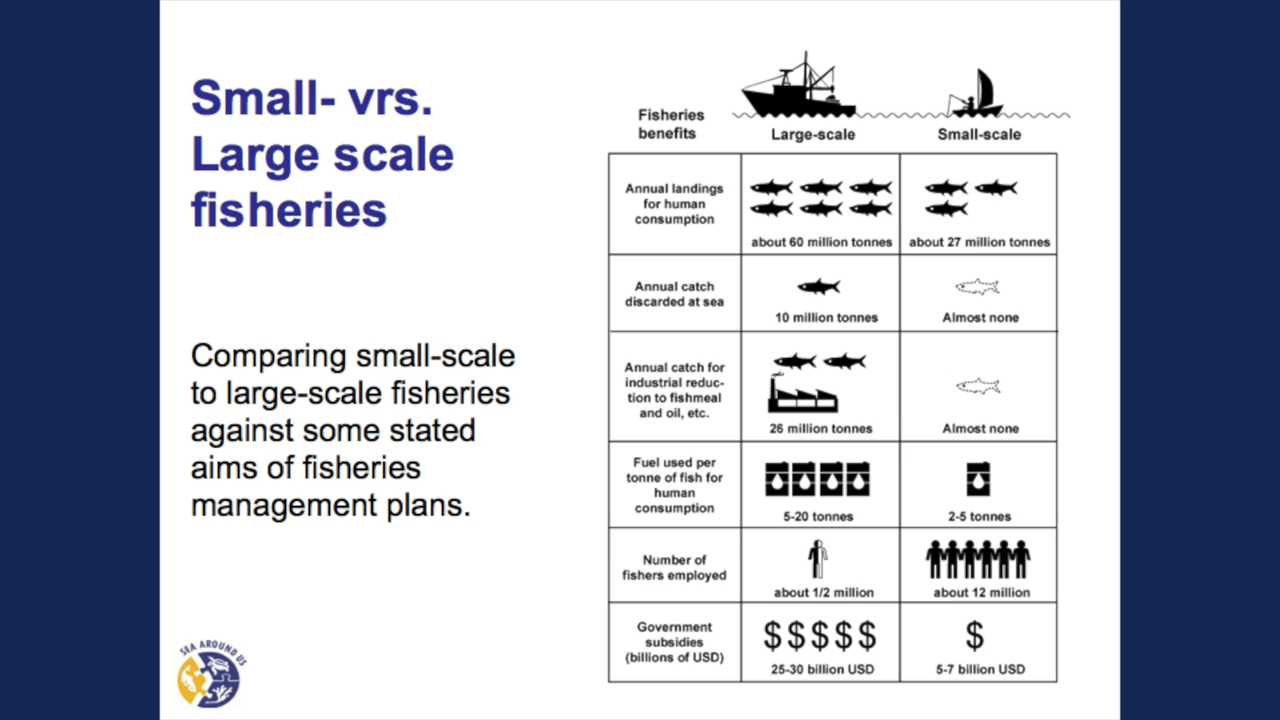 Small- vrs.
Large scale
fisheries
Comparing small-scale
to large-scale fisheries
against some stated
aims of fisheries
management plans.
SEA AROUND US
Fisheries
benefits
Large-scale
Small-scale
Annual landings
for human
consumption
about 60 million tonnes
about 27 million tonnes
Annual catch
discarded at sea
10 million tonnes
Almost none
Annual catch for
industrial reduc-
tion to fishmeal
and oil, etc.
26 million tonnes
Almost none
Fuel used per
tonne of fish for
human
consumption
5-20 tonnes
2-5 tonnes
Number of
fishers employed
about 1/2 million
about 12 million
Government
subsidies
(billions of USD)
$ $ $ $ $
25-30 billion USD
$
5-7 billion USD